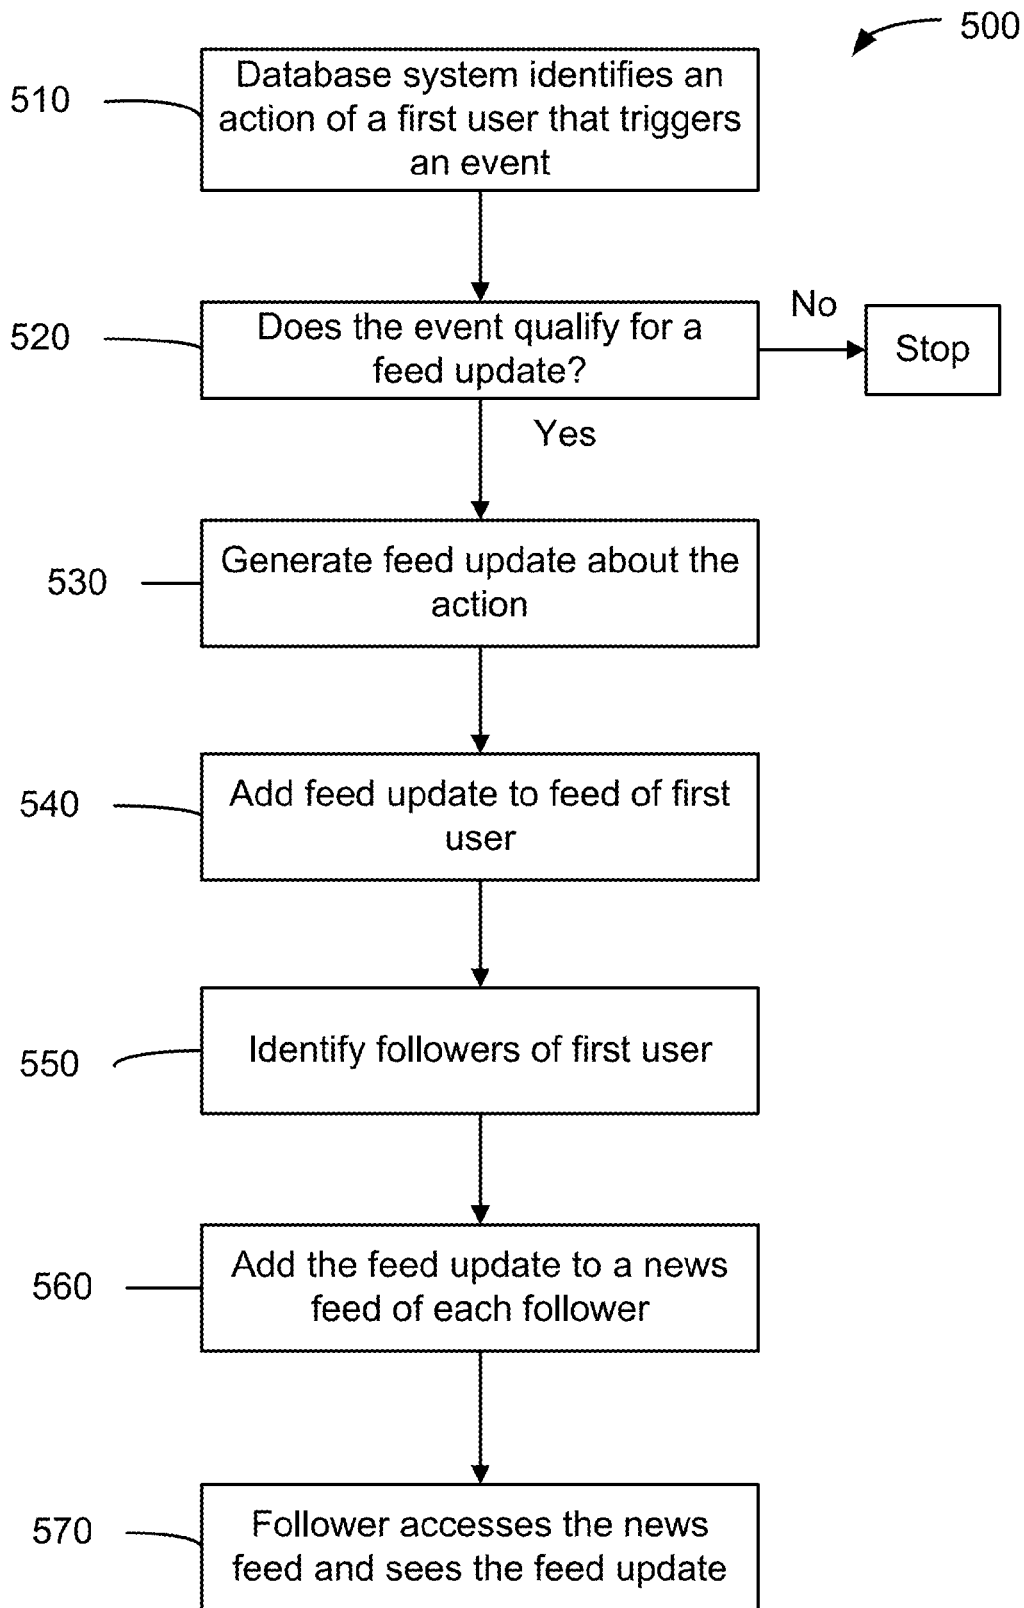 500
510
Database system identifies an
action of a first user that triggers
an event
520
Does the event qualify for a
feed update?
No
Stop
Yes
530
Generate feed update about the
action
540
Add feed update to feed of first
user
550
Identify followers of first user
560
Add the feed update to a news
feed of each follower
570
Follower accesses the news
feed and sees the feed update